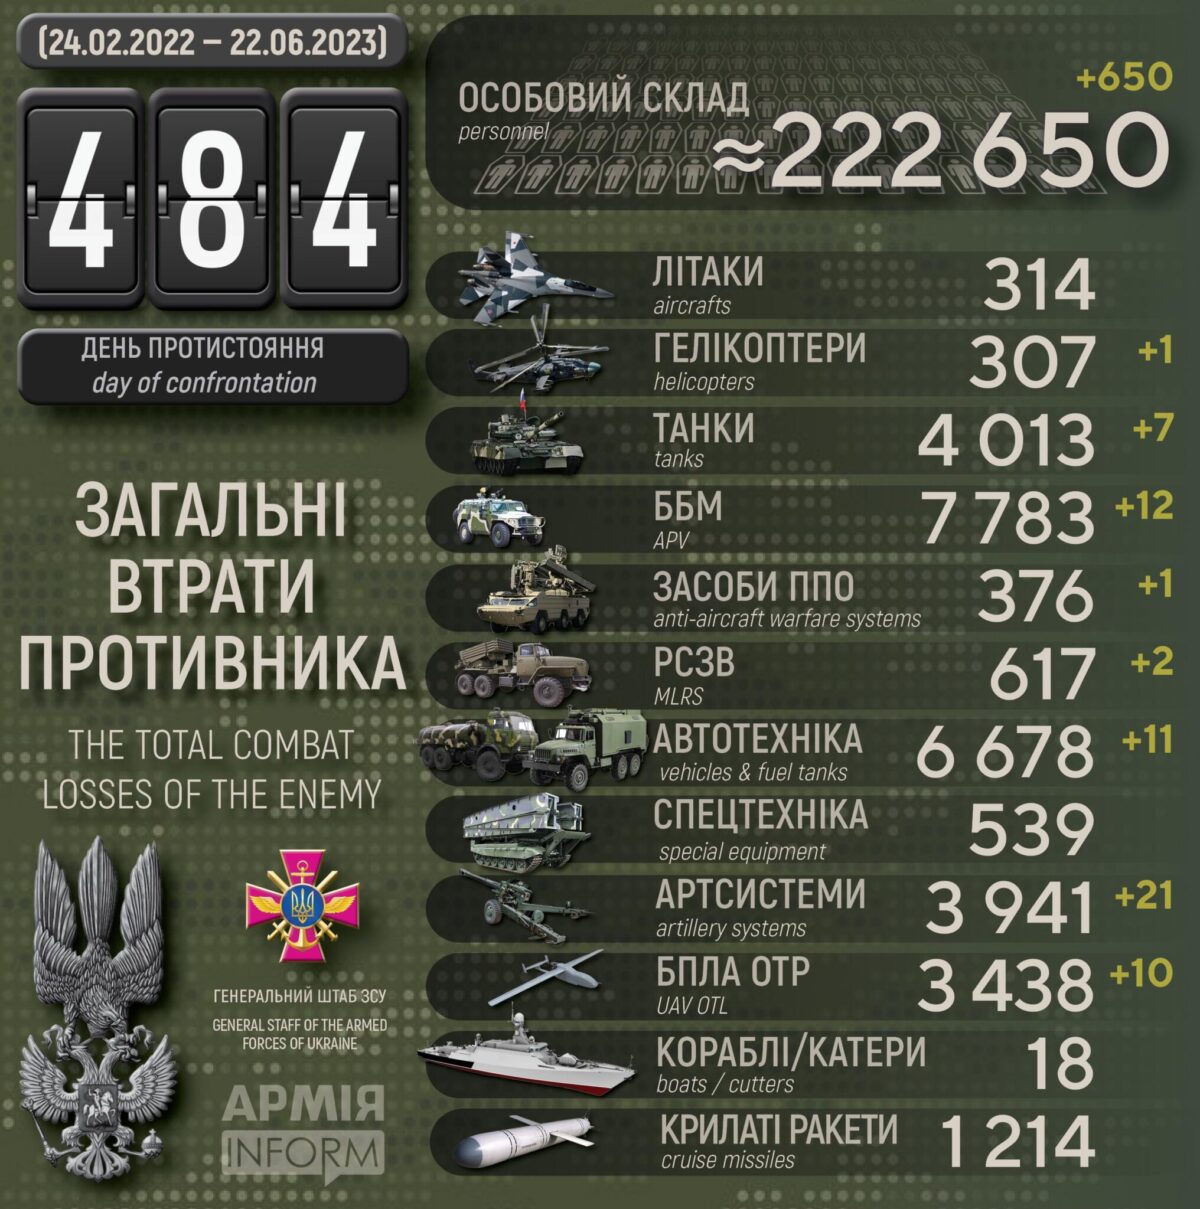 (24.02.2022 – 22.06.2023)
484
ДЕНЬ ПРОТИСТОЯННЯ
day of confrontation
ЗАГАЛЬНІ
ВТРАТИ
ПРОТИВНИКА
THE TOTAL COMBAT
LOSSES OF THE ENEMY
ГЕНЕРАЛЬНИЙ ШТАБ ЗСУ
GENERAL STAFF OF THE ARMED
FORCES OF UKRAINE
АРМІЯ
INFORM
ОСОБОВИЙ СКЛАД
personnel
+650
≈222 650
ЛІТАКИ
aircrafts
314
ГЕЛІКОПТЕРИ
helicopters
307 +1
ТАНКИ
tanks
4 013 +7
ББМ
APV
7 783 +12
ЗАСОБИ ППО
anti-aircraft warfare systems
376 +1
РСЗВ
MLRS
617 +2
АВТОТЕХНІКА
vehicles & fuel tanks
6 678 +11
СПЕЦТЕХНІКА
special equipment
539
АРТСИСТЕМИ
artillery systems
3 941 +21
БПЛА ОТР
UAV OTL
3 438 +10
КОРАБЛІ/КАТЕРИ
boats / cutters
18
КРИЛАТІ РАКЕТИ
cruise missiles
1 214